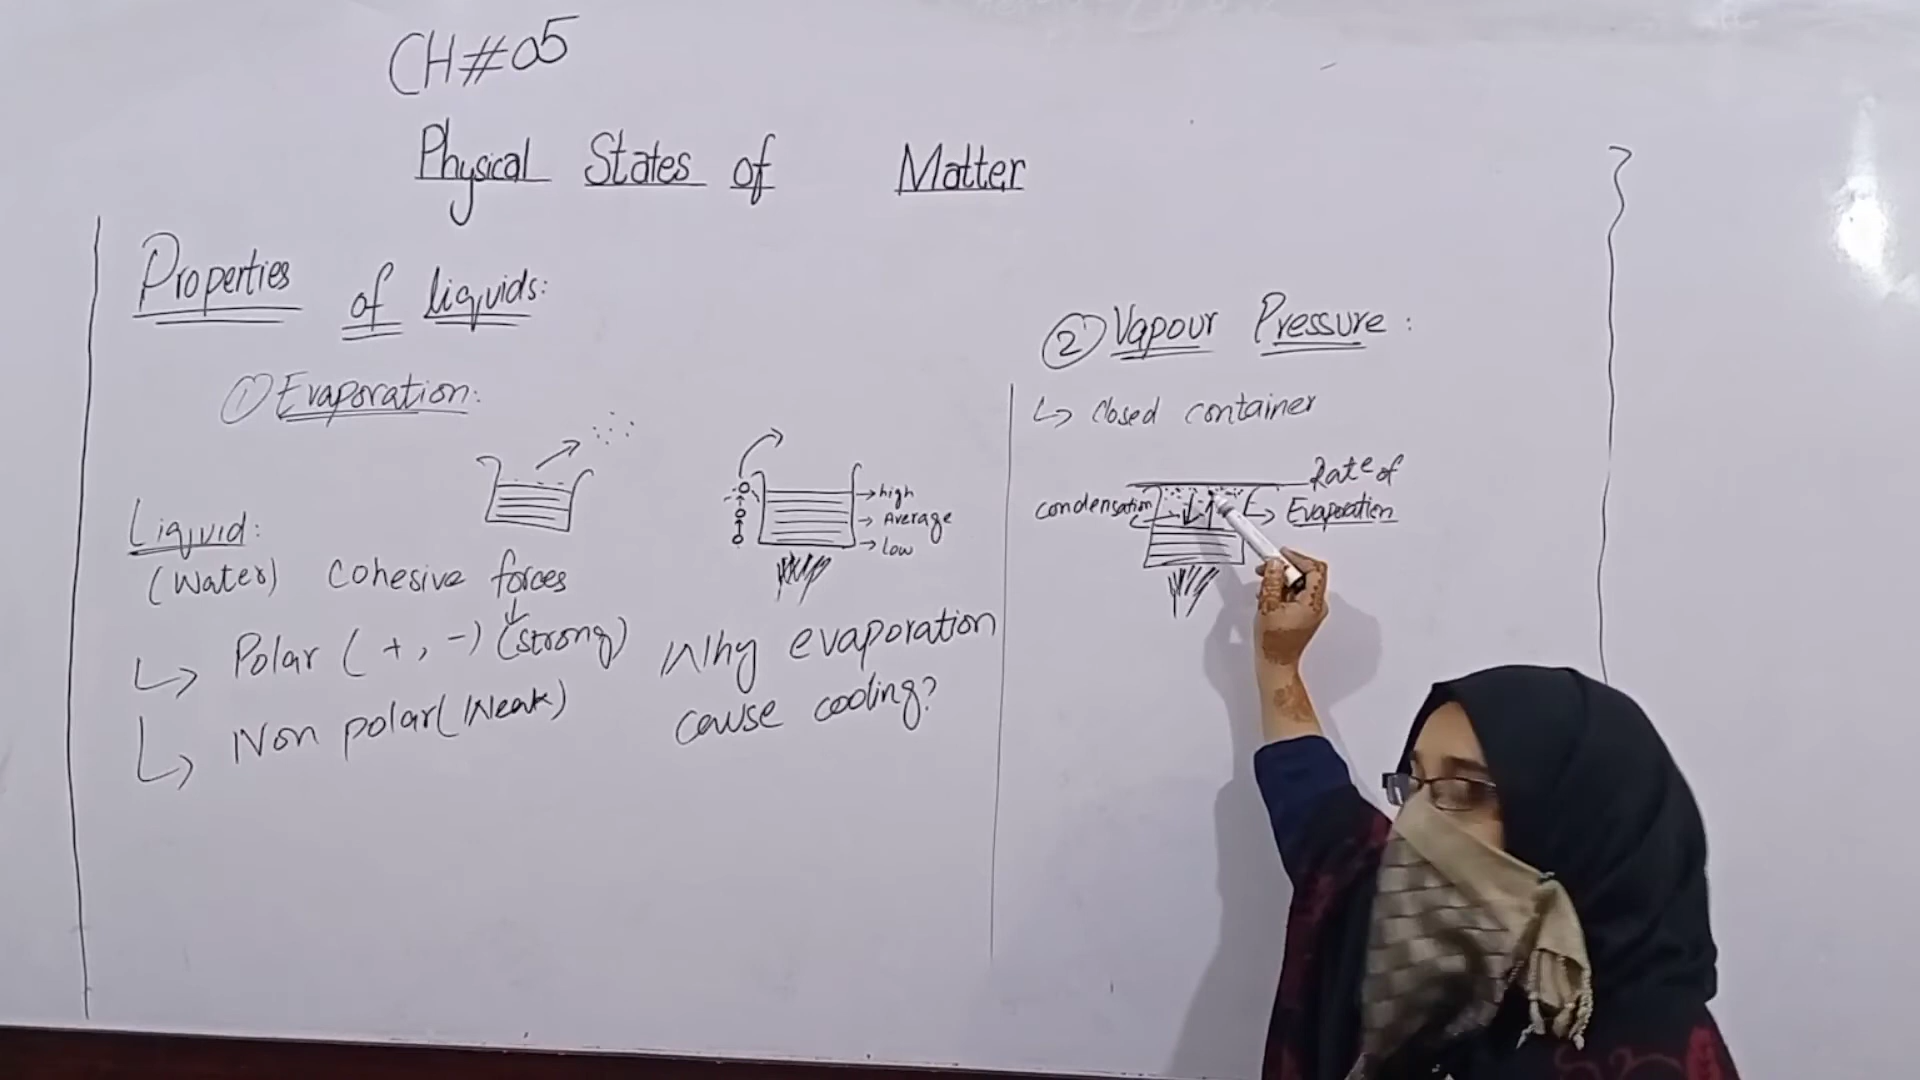 CH#05
Physical States of Matter
Properties of liquids:
① Evaporation:
→ high
→ Average
→ Low
Liquid:
(Water) Cohesive forces
Polar (+, -) (strong)
Non polar (Weak)
Why evaporation
cause cooling?
② Vapour Pressure:
↳ Closed container
Rate of
Evaporation
condensation